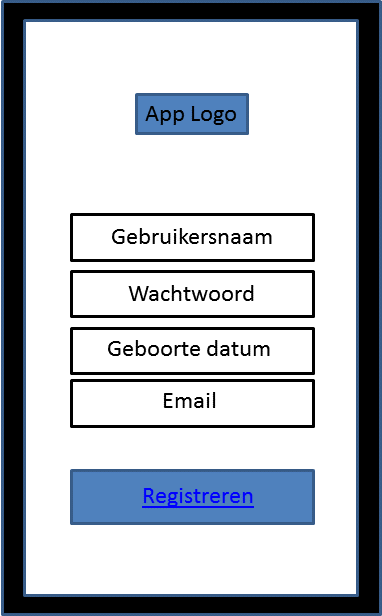 App Logo
Gebruikersnaam
Wachtwoord
Geboorte datum
Email
Registreren